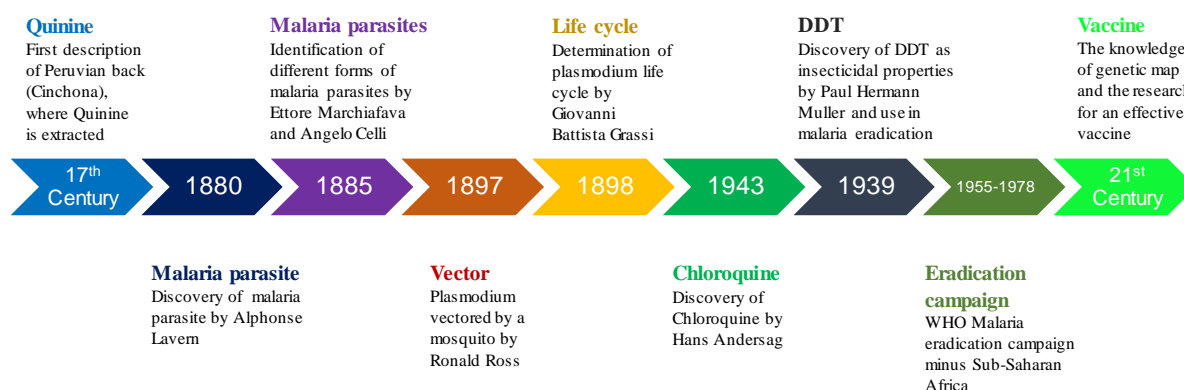 Quinine
First description
of Peruvian back
(Cinchona),
where Quinine
is extracted
Malaria parasites
Identification of
different forms of
malaria parasites by
Ettore Marchiafava
and Angelo Celli
Life cycle
Determination of
plasmodium life
cycle by
Giovanni
Battista Grassi
DDT
Discovery of DDT as
insecticidal properties
by Paul Hermann
Muller and use in
malaria eradication
Vaccine
The knowledge
of genetic map
and the research
for an effective
vaccine
17th
Century
1880
1885
1897
1898
1943
1939
1955-1978
21st
Century
Malaria parasite
Discovery of malaria
parasite by Alphonse
Lavern
Vector
Plasmodium
vectored by a
mosquito by
Ronald Ross
Chloroquine
Discovery of
Chloroquine by
Hans Andersag
Eradication
campaign
WHO Malaria
eradication campaign
minus Sub-Saharan
Africa